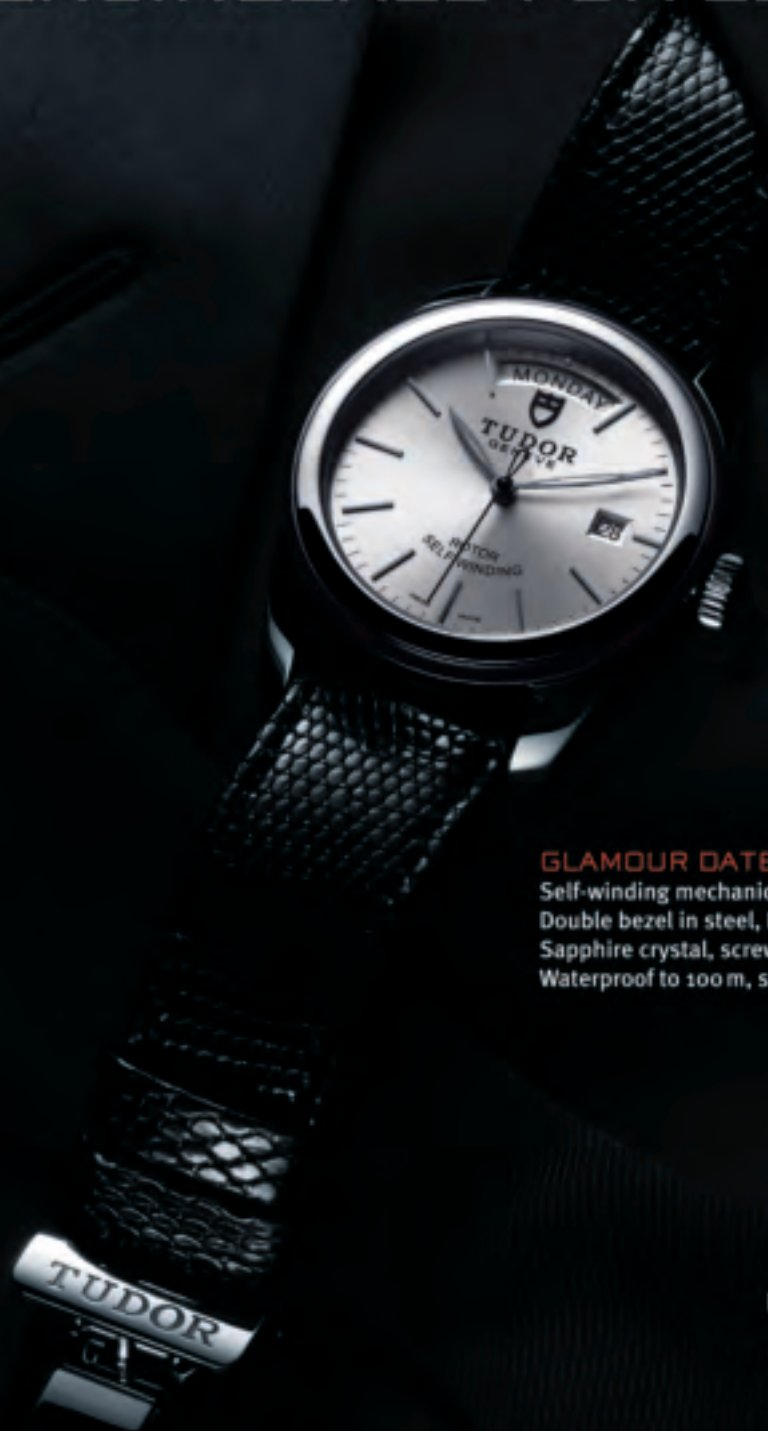 MONDAY
TUDOR
GENEVE
28
ROTOR
SELF-WINDING
GLAMOUR DATE
Self-winding mechanic
Double bezel in steel,
Sapphire crystal, screw
Waterproof to 100 m, s
TUDOR